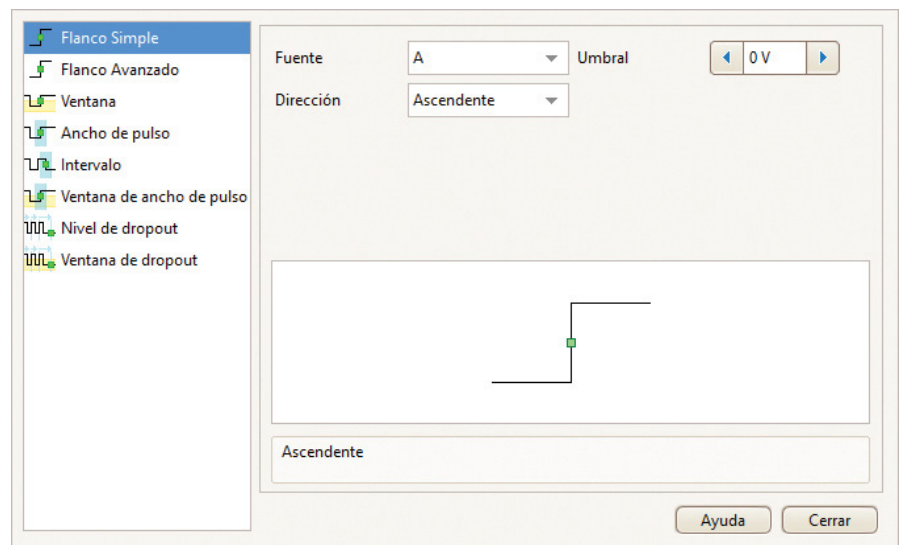 Flanco Simple
Flanco Avanzado
Ventana
Ancho de pulso
Intervalo
Ventana de ancho de pulso
Nivel de dropout
Ventana de dropout
Fuente A Umbral 0 V
Dirección Ascendente
Ascendente
Ayuda Cerrar